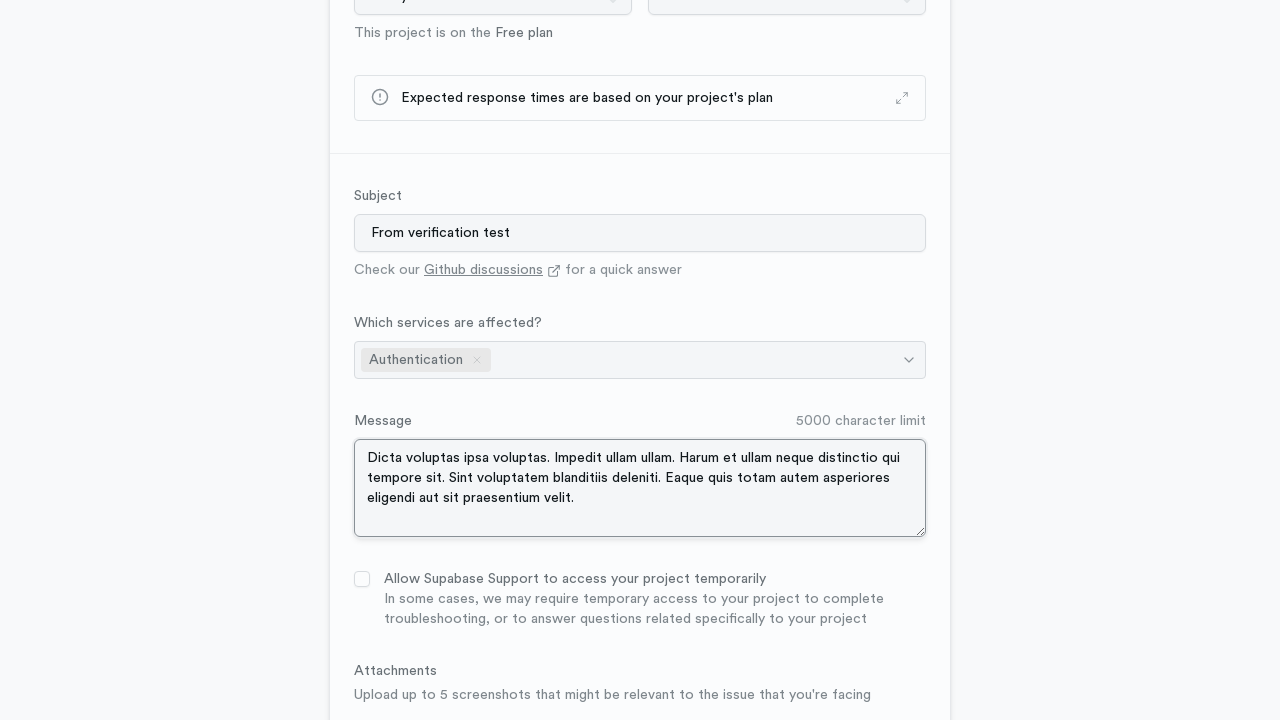 This project is on the Free plan
Expected response times are based on your project's plan
Subject
From verification test
Check our Github discussions for a quick answer
Which services are affected?
Authentication
Message
5000 character limit
Dicta voluptas ipsa voluptas. Impedit ullam ullam. Harum et ullam neque distinctio qui
tempore sit. Sint voluptatem blanditiis deleniti. Eaque quis totam autem asperiores
eligendi aut sit praesentium velit.
Allow Supabase Support to access your project temporarily
In some cases, we may require temporary access to your project to complete
troubleshooting, or to answer questions related specifically to your project
Attachments
Upload up to 5 screenshots that might be relevant to the issue that you're facing